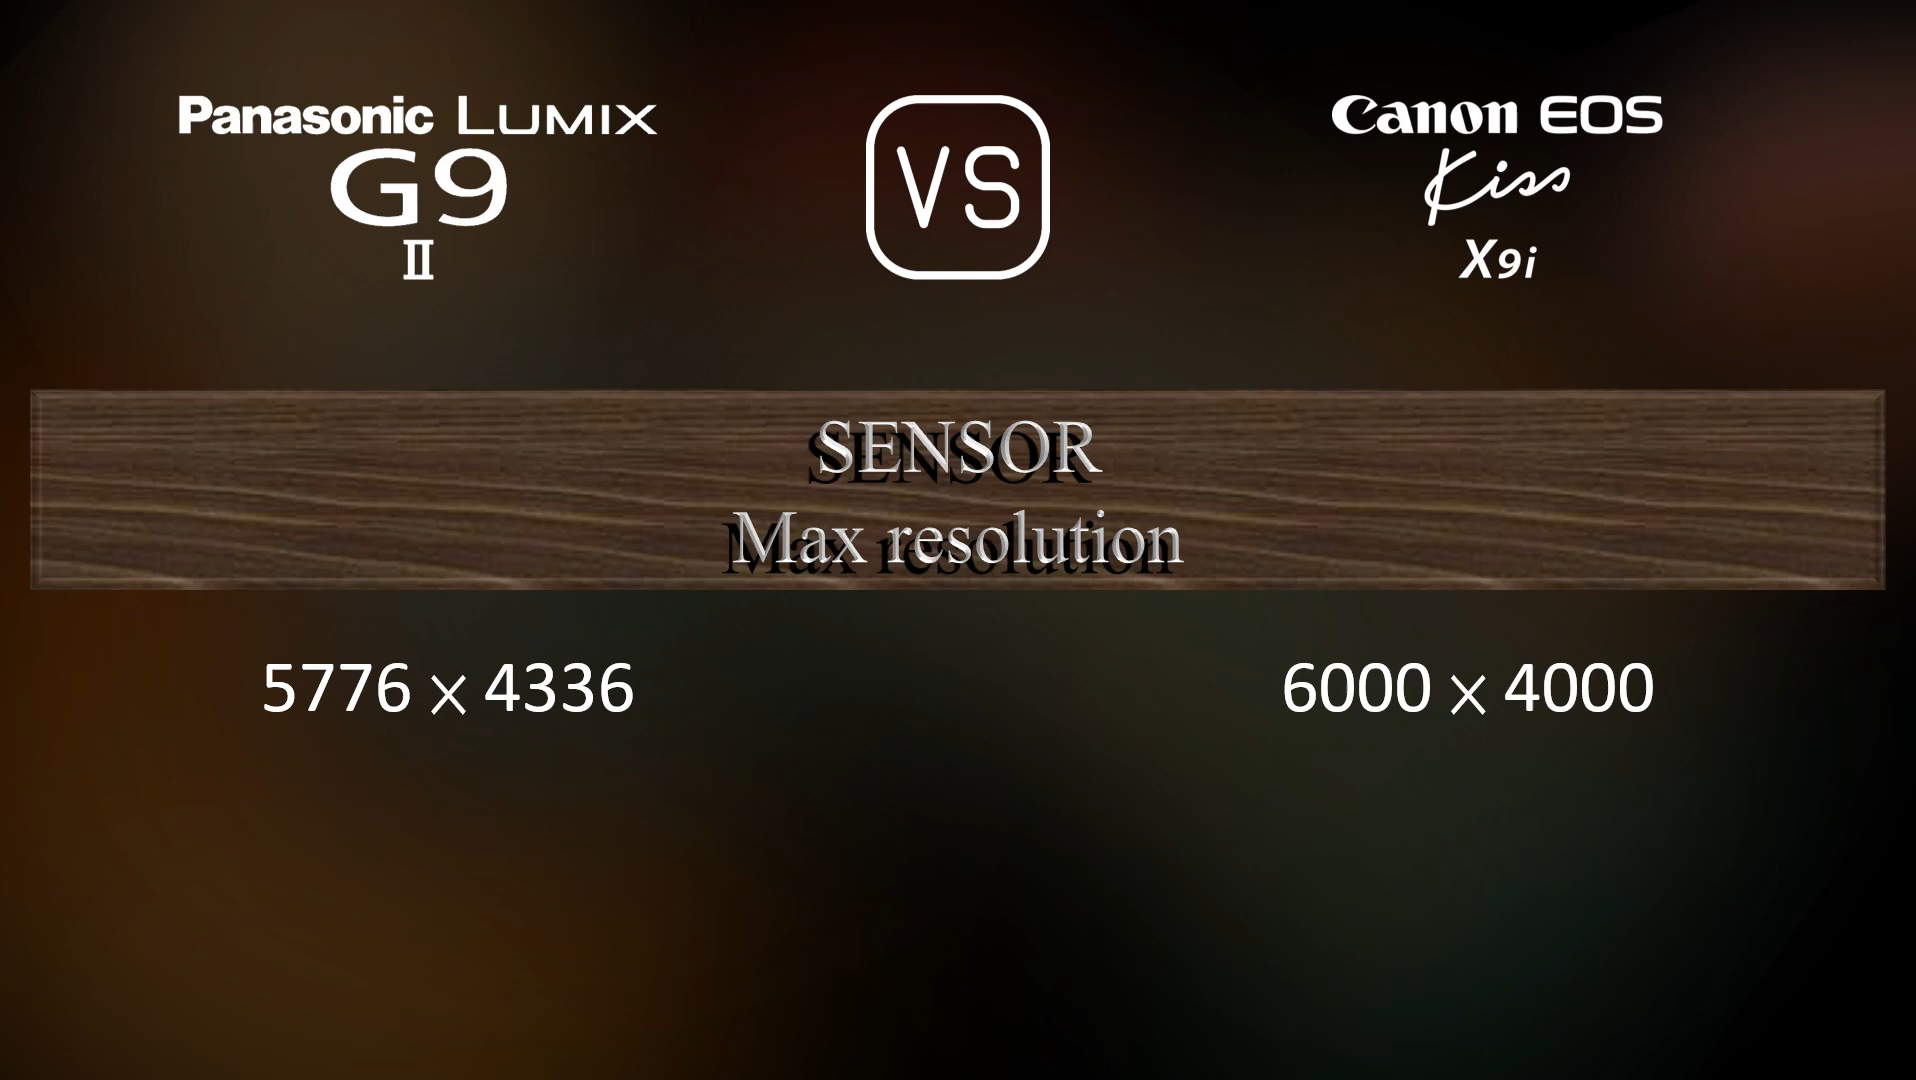 Panasonic LUMIX
G9
II
VS
Canon EOS
Kiss
X9i
SENSOR
Max resolution
5776 x 4336
6000 x 4000